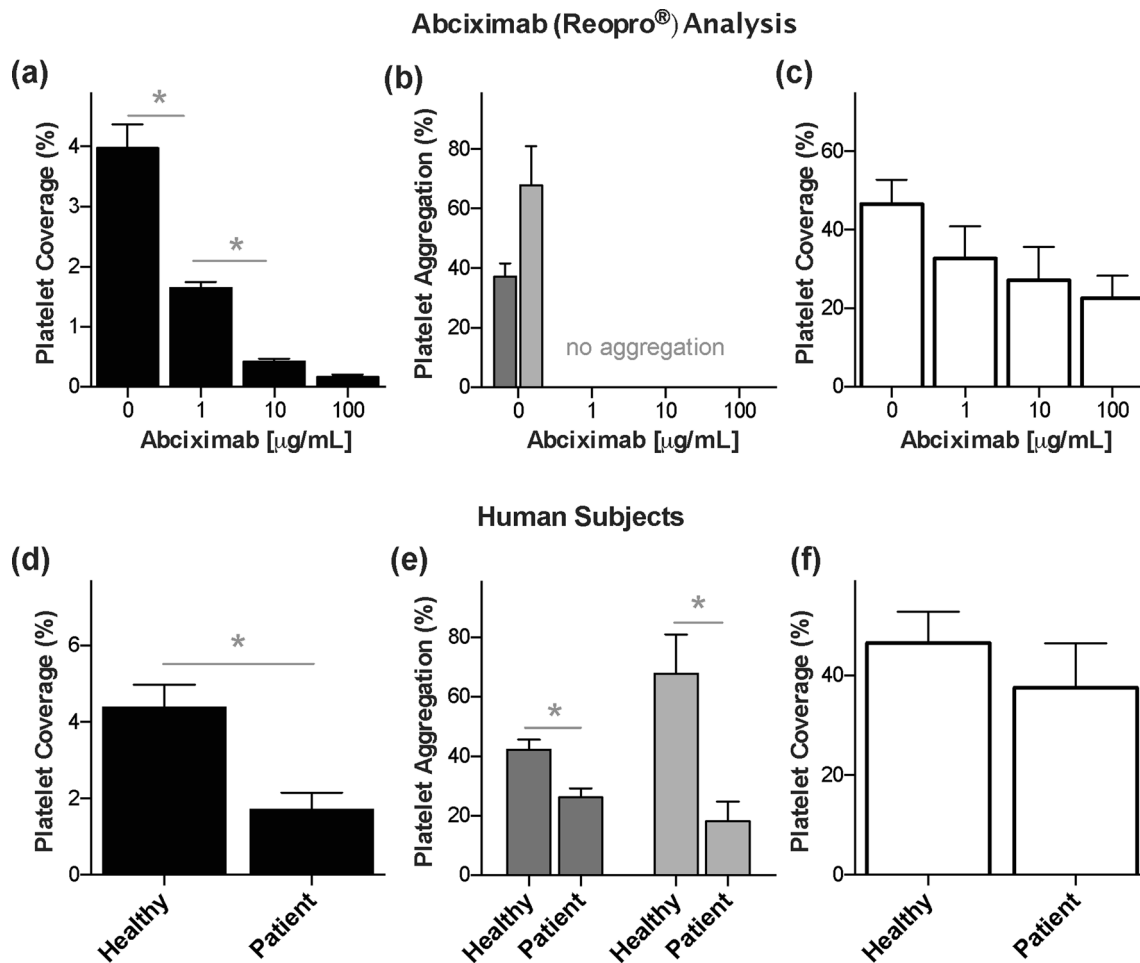 Abciximab (Reopro®) Analysis
(a)
Platelet Coverage (%)
4
3
2
1
0
*
*
0 1 10 100
Abciximab [μg/mL]
(b)
Platelet Aggregation (%)
80
60
40
20
0
no aggregation
0 1 10 100
Abciximab [μg/mL]
(c)
Platelet Coverage (%)
60
40
20
0
0 1 10 100
Abciximab [μg/mL]
Human Subjects
(d)
Platelet Coverage (%)
6
4
2
0
*
Healthy
Patient
(e)
Platelet Aggregation (%)
80
60
40
20
0
*
*
Healthy
Patient
Healthy
Patient
(f)
Platelet Coverage (%)
40
20
0
Healthy
Patient